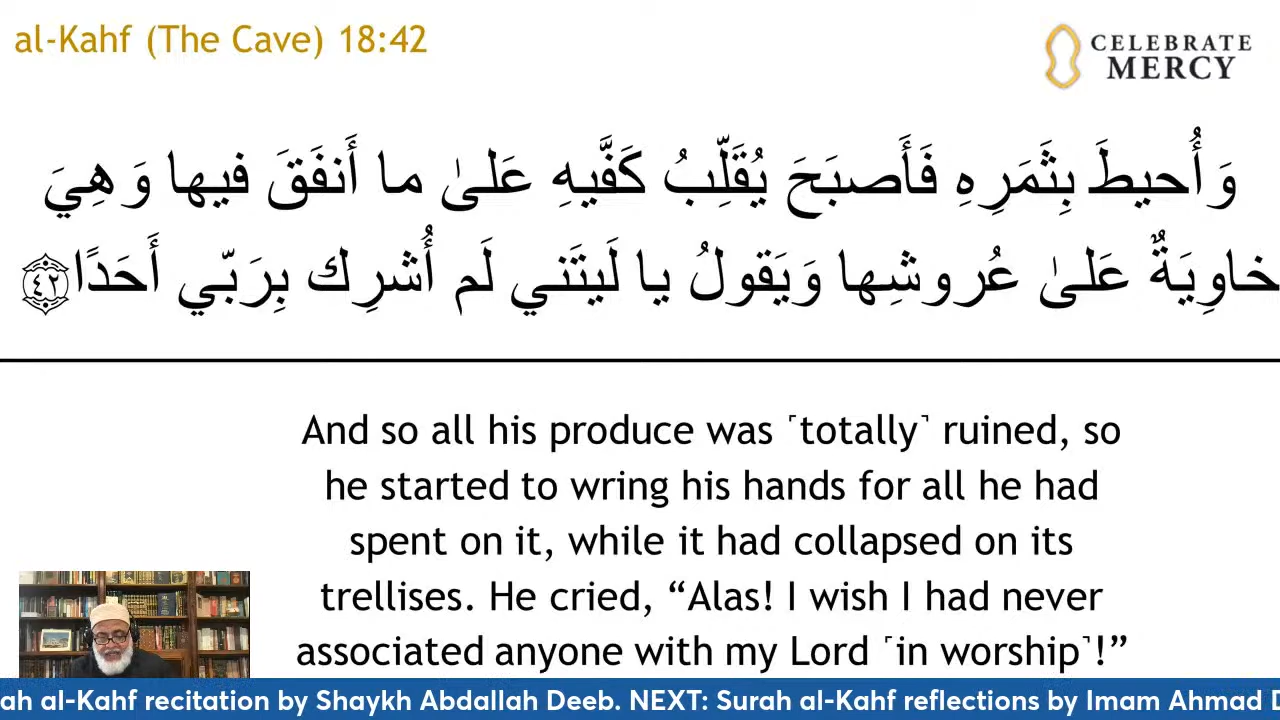 al-Kahf (The Cave) 18:42
CELEBRATE
MERCY
وَأُحيطَ بِثَمَرِهِ فَأَصبَحَ يُقَلِّبُ كَفَّيهِ عَلىٰ ما أَنفَقَ فيها وَهِيَ
خاوِيَةٌ عَلىٰ عُروشِها وَيَقولُ يا لَيتَني لَم أُشرِك بِرَبّي أَحَدًا ﴿٤٢﴾
And so all his produce was ˹totally˺ ruined, so
he started to wring his hands for all he had
spent on it, while it had collapsed on its
trellises. He cried, “Alas! I wish I had never
associated anyone with my Lord ˹in worship˺!”
ah al-Kahf recitation by Shaykh Abdallah Deeb. NEXT: Surah al-Kahf reflections by Imam Ahmad